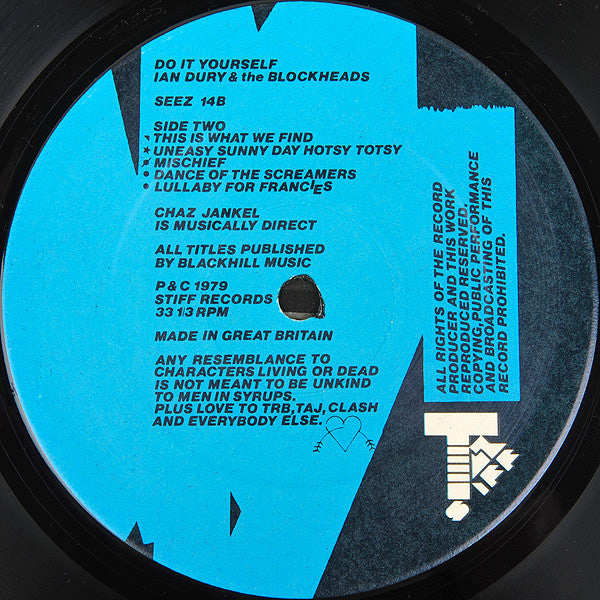 DO IT YOURSELF
IAN DURY & the BLOCKHEADS
SEEZ 14B
SIDE TWO
THIS IS WHAT WE FIND
UNEASY SUNNY DAY HOTSY TOTSY
MISCHIEF
DANCE OF THE SCREAMERS
LULLABY FOR FRANCIES
CHAZ JANKEL
IS MUSICALLY DIRECT
ALL TITLES PUBLISHED
BY BLACKHILL MUSIC
P & C 1979
STIFF RECORDS
33 1/3 RPM
MADE IN GREAT BRITAIN
ANY RESEMBLANCE TO
CHARACTERS LIVING OR DEAD
IS NOT MEANT TO BE UNKIND
TO MEN IN SYRUPS.
PLUS LOVE TO TRB, TAJ, CLASH
AND EVERYBODY ELSE.
ALL RIGHTS OF THE RECORD
PRODUCER AND THIS WORK
REPRODUCED RESERVED,
COPYING, PUBLIC PERFORMANCE
AND BROADCASTING OF THIS
RECORD PROHIBITED.
STIFF